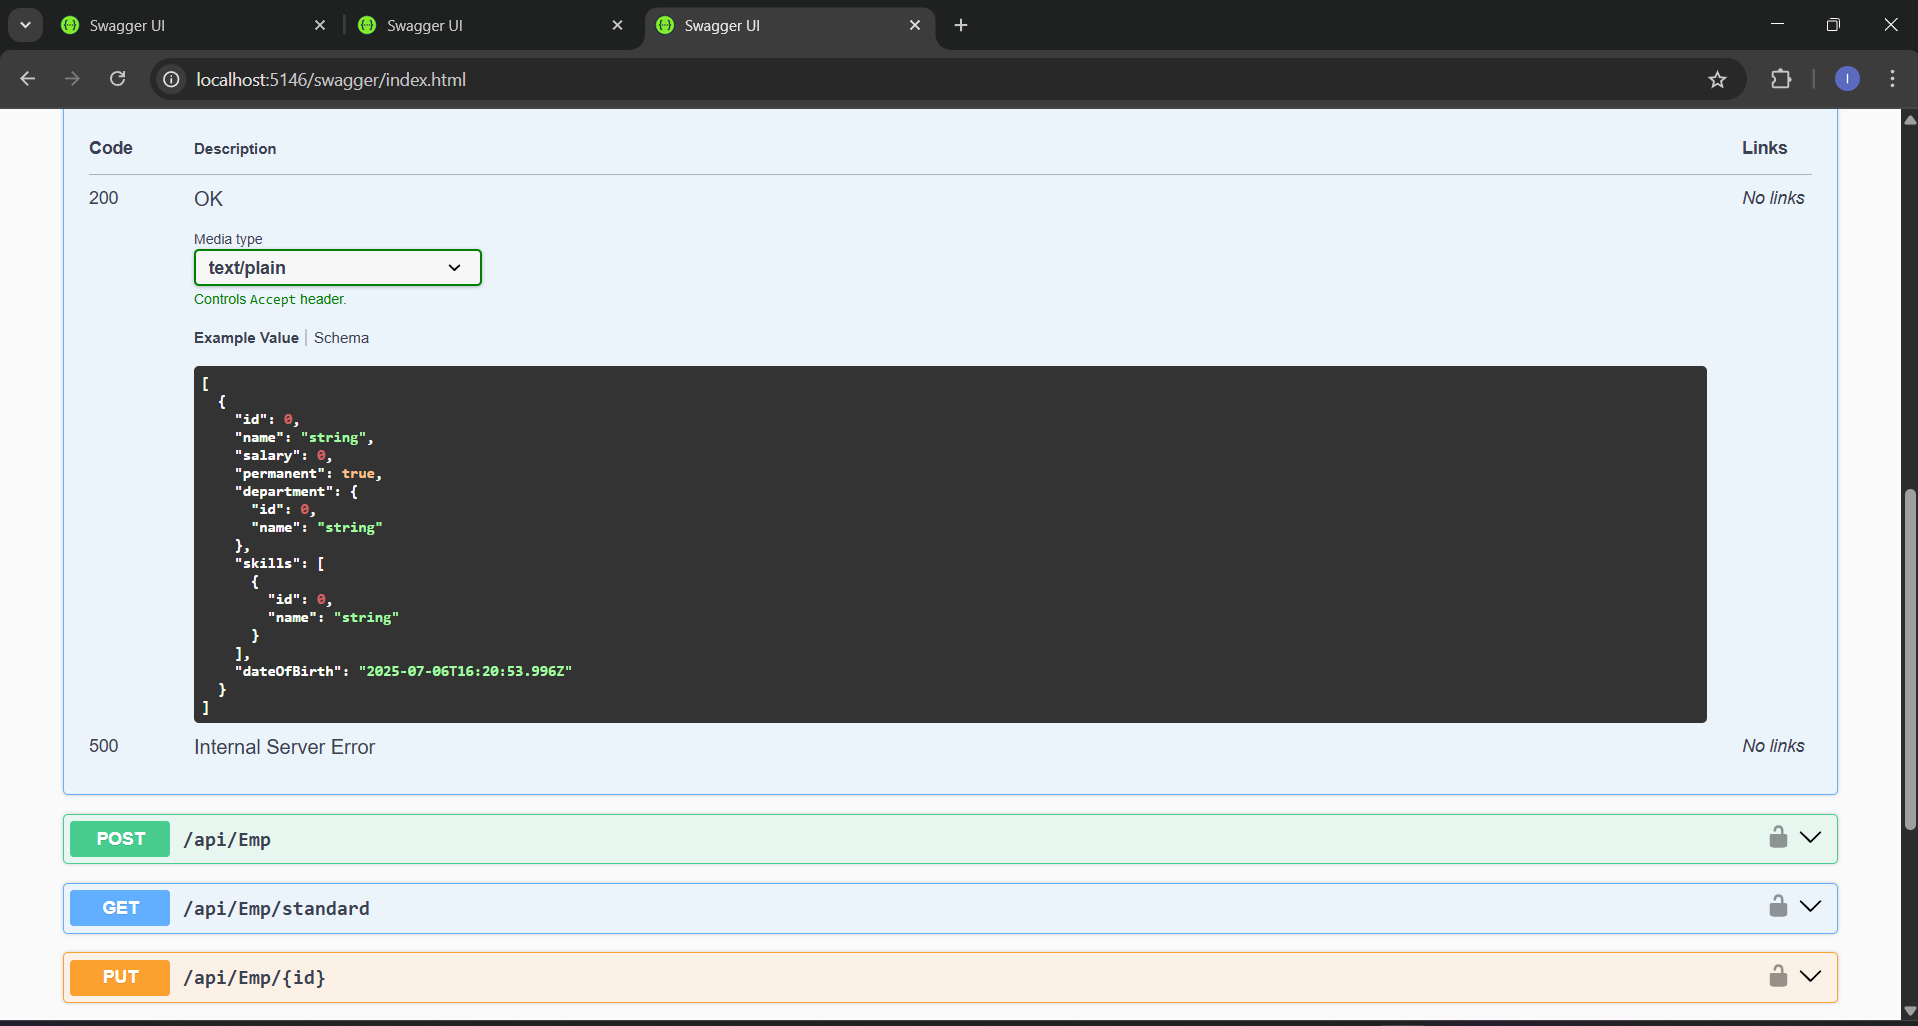 Swagger UI
Swagger UI
Swagger UI
localhost:5146/swagger/index.html
I
Code Description Links
200 OK No links
Media type
text/plain
Controls Accept header.
Example Value | Schema
[
  {
    "id": 0,
    "name": "string",
    "salary": 0,
    "permanent": true,
    "department": {
      "id": 0,
      "name": "string"
    },
    "skills": [
      {
        "id": 0,
        "name": "string"
      }
    ],
    "dateOfBirth": "2025-07-06T16:20:53.996Z"
  }
]
500 Internal Server Error No links
POST /api/Emp
GET /api/Emp/standard
PUT /api/Emp/{id}